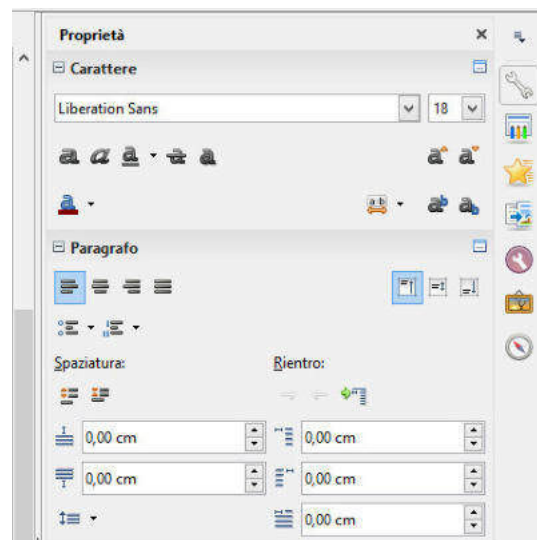 Proprietà
Carattere
Liberation Sans 18
Paragrafo
Spaziatura: Rientro:
0,00 cm 0,00 cm
0,00 cm 0,00 cm
0,00 cm